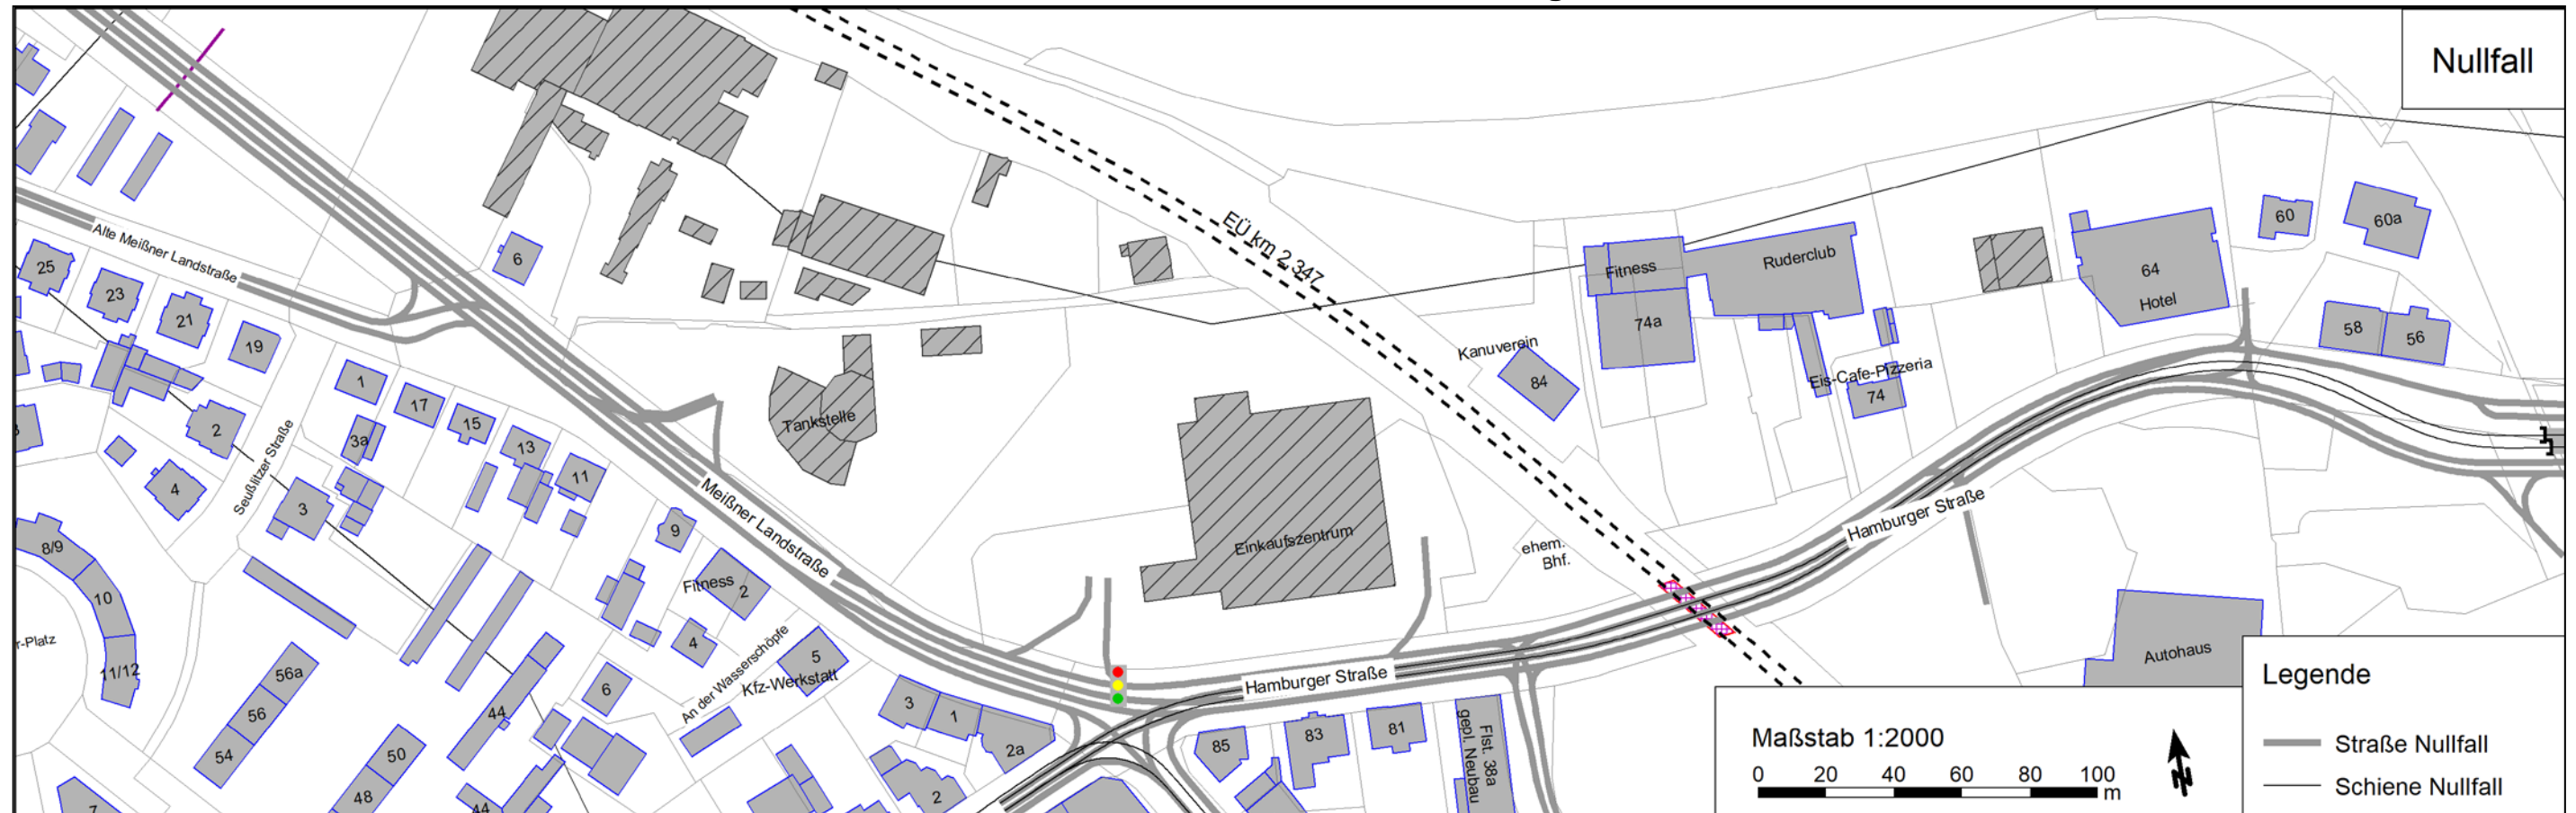 Nullfall
Alte Meißner Landstraße
25
23
21
19
6
EÜ km 2,347
Fitness
Ruderclub
74a
Kanuverein
84
Eis-Cafe-Pizzeria
74
64
Hotel
60
60a
58
56
1
17
15
13
11
3a
2
4
3
Seußlitzer Straße
Tankstelle
Meißner Landstraße
Einkaufszentrum
ehem.
Bhf.
Hamburger Straße
8/9
10
11/12
r-Platz
9
Fitness
2
4
An der Wasserschöpfe
5
Kfz-Werkstatt
6
56a
56
54
50
48
44
44
7
3
1
2a
2
Hamburger Straße
85
83
81
Flst. 38a
gepl. Neubau
Autohaus
Maßstab 1:2000
0 20 40 60 80 100
m
N
Legende
Straße Nullfall
Schiene Nullfall